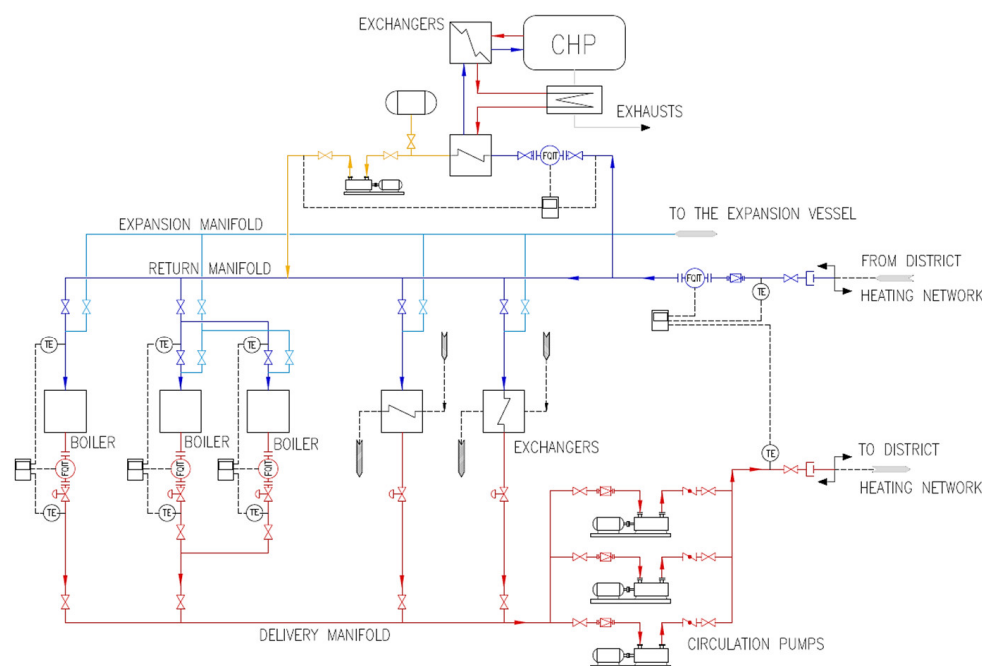 EXCHANGERS
CHP
EXHAUSTS
FQIT
EXPANSION MANIFOLD
TO THE EXPANSION VESSEL
RETURN MANIFOLD
FQIT
TE
FROM DISTRICT
HEATING NETWORK
TE
TE
TE
BOILER
BOILER
BOILER
EXCHANGERS
FQIT
FQIT
FQIT
TE
TO DISTRICT
HEATING NETWORK
TE
TE
TE
DELIVERY MANIFOLD
CIRCULATION PUMPS